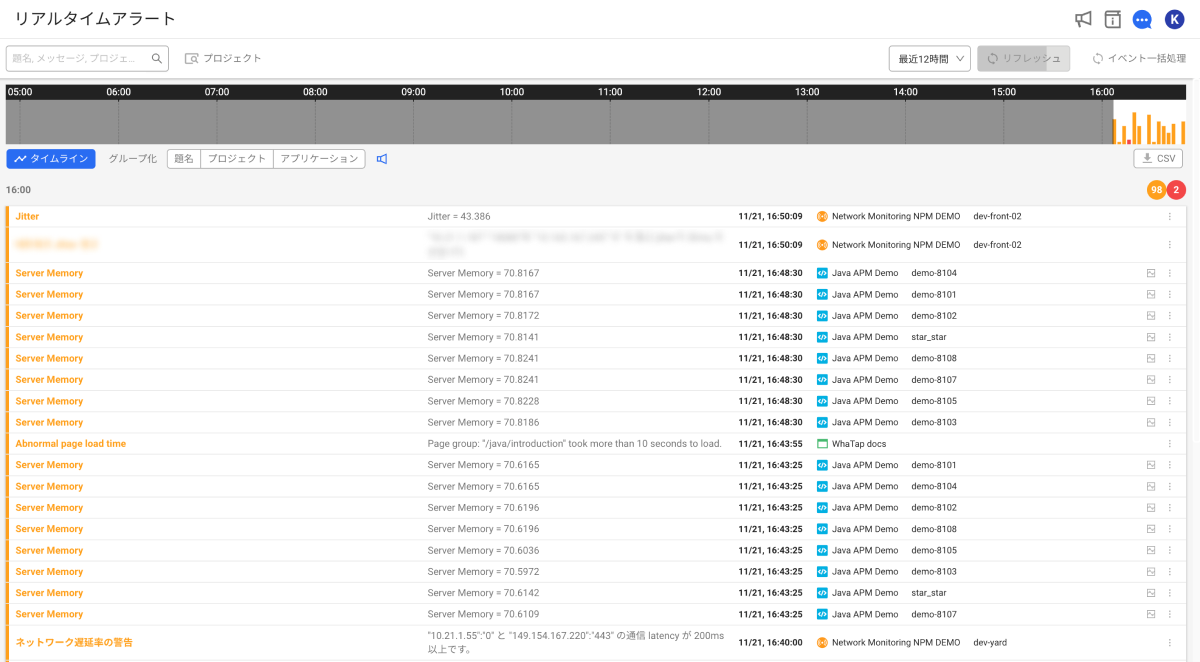 リアルタイムアラート
K
題名, メッセージ, プロジェ...
プロジェクト
最近12時間
リフレッシュ
イベント一括処理
05:00 06:00 07:00 08:00 09:00 10:00 11:00 12:00 13:00 14:00 15:00 16:00
タイムライン グループ化 題名 プロジェクト アプリケーション CSV
16:00 98 2
Jitter Jitter = 43.386 11/21, 16:50:09 Network Monitoring NPM DEMO dev-front-02
11/21, 16:50:09 Network Monitoring NPM DEMO dev-front-02
Server Memory Server Memory = 70.8167 11/21, 16:48:30 Java APM Demo demo-8104
Server Memory Server Memory = 70.8167 11/21, 16:48:30 Java APM Demo demo-8101
Server Memory Server Memory = 70.8172 11/21, 16:48:30 Java APM Demo demo-8102
Server Memory Server Memory = 70.8141 11/21, 16:48:30 Java APM Demo star_star
Server Memory Server Memory = 70.8241 11/21, 16:48:30 Java APM Demo demo-8108
Server Memory Server Memory = 70.8241 11/21, 16:48:30 Java APM Demo demo-8107
Server Memory Server Memory = 70.8228 11/21, 16:48:30 Java APM Demo demo-8105
Server Memory Server Memory = 70.8186 11/21, 16:48:30 Java APM Demo demo-8103
Abnormal page load time Page group: "/java/introduction" took more than 10 seconds to load. 11/21, 16:43:55 WhaTap docs
Server Memory Server Memory = 70.6165 11/21, 16:43:25 Java APM Demo demo-8101
Server Memory Server Memory = 70.6165 11/21, 16:43:25 Java APM Demo demo-8104
Server Memory Server Memory = 70.6196 11/21, 16:43:25 Java APM Demo demo-8102
Server Memory Server Memory = 70.6196 11/21, 16:43:25 Java APM Demo demo-8108
Server Memory Server Memory = 70.6036 11/21, 16:43:25 Java APM Demo demo-8105
Server Memory Server Memory = 70.5972 11/21, 16:43:25 Java APM Demo demo-8103
Server Memory Server Memory = 70.6142 11/21, 16:43:25 Java APM Demo star_star
Server Memory Server Memory = 70.6109 11/21, 16:43:25 Java APM Demo demo-8107
ネットワーク遅延率の警告 "10.21.1.55":"0" と "149.154.167.220":"443" の通信 latency が 200ms 11/21, 16:40:00 Network Monitoring NPM DEMO dev-yard
以上です。